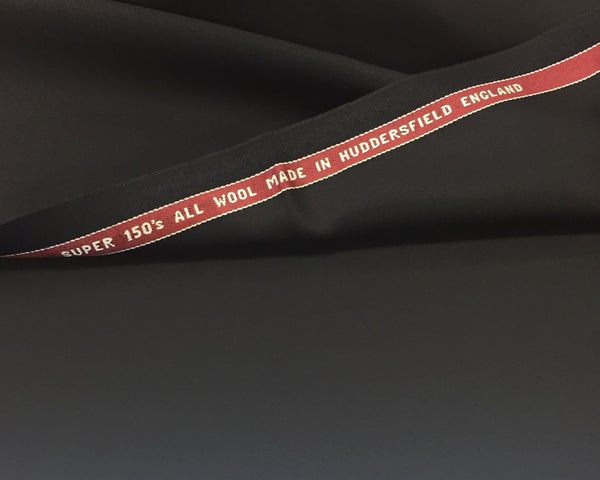 SUPER 150's ALL WOOL MADE IN HUDDERSFIELD ENGLAND